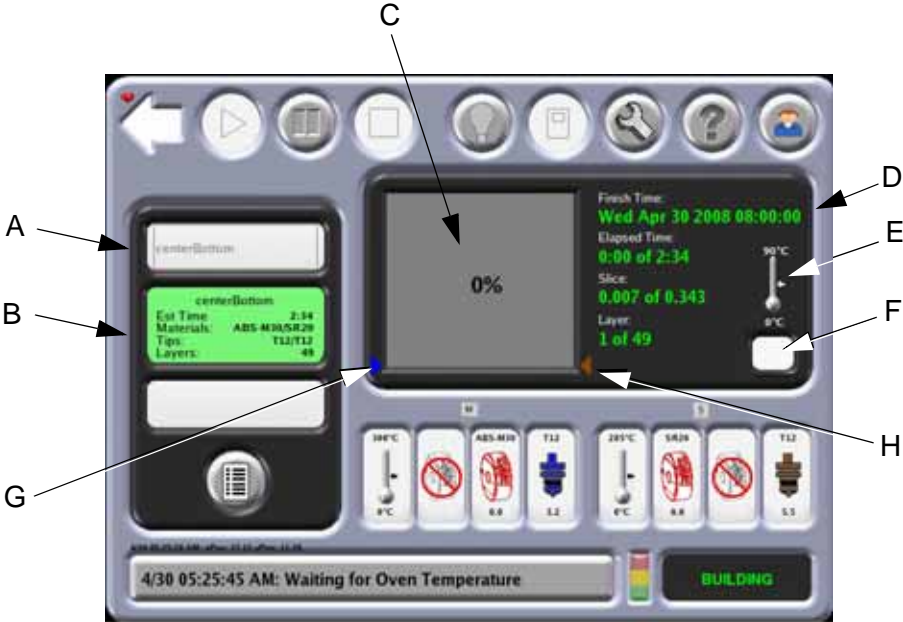 C
A
B
D
E
F
G
H
centerBottom
centerBottom
Est Time 2:34
Materials: ABS-M30/SR20
Tips: T12/T12
Layers: 49
0%
Finish Time:
Wed Apr 30 2008 08:00:00
Elapsed Time:
0:00 of 2:34
Slice:
0.007 of 0.343
Layer:
1 of 49
90°C
0°C
M
S
300°C
0°C
ABS-M30
0.0
T12
5.2
285°C
0°C
SR20
0.0
T12
5.5
4/30 05:25:45 AM: Waiting for Oven Temperature
BUILDING